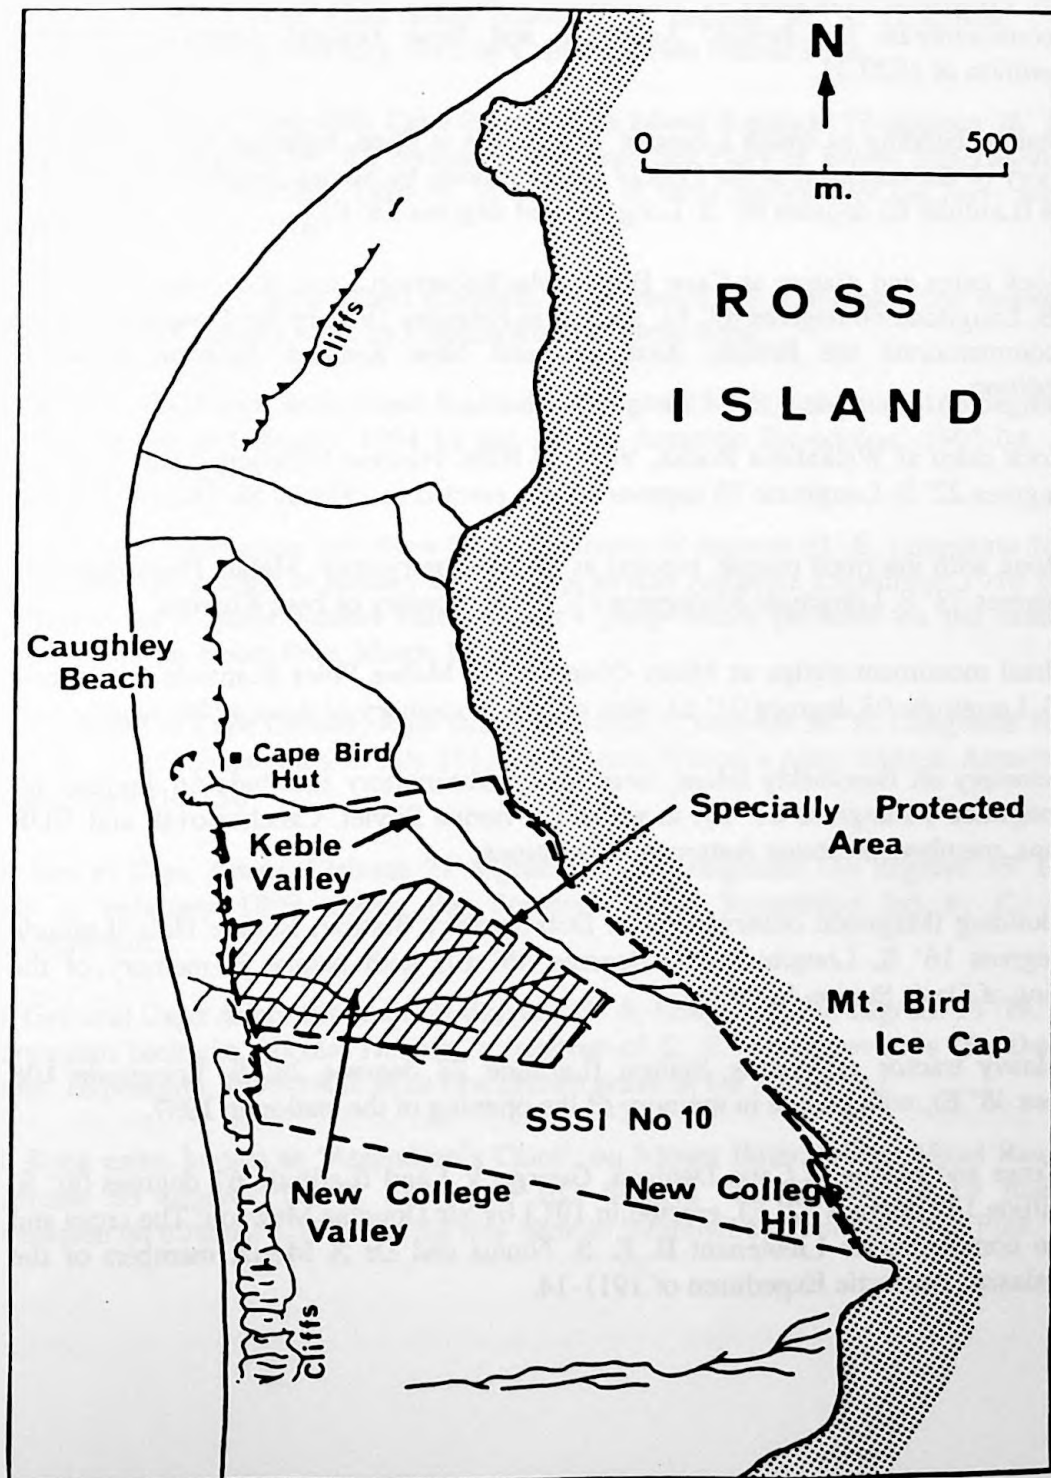 N
0 500
m.
ROSS
ISLAND
Cliffs
Caughley
Beach
Cape Bird
Hut
Keble
Valley
Specially Protected
Area
Mt. Bird
Ice Cap
SSSI No 10
New College
Valley
New College
Hill
Cliffs